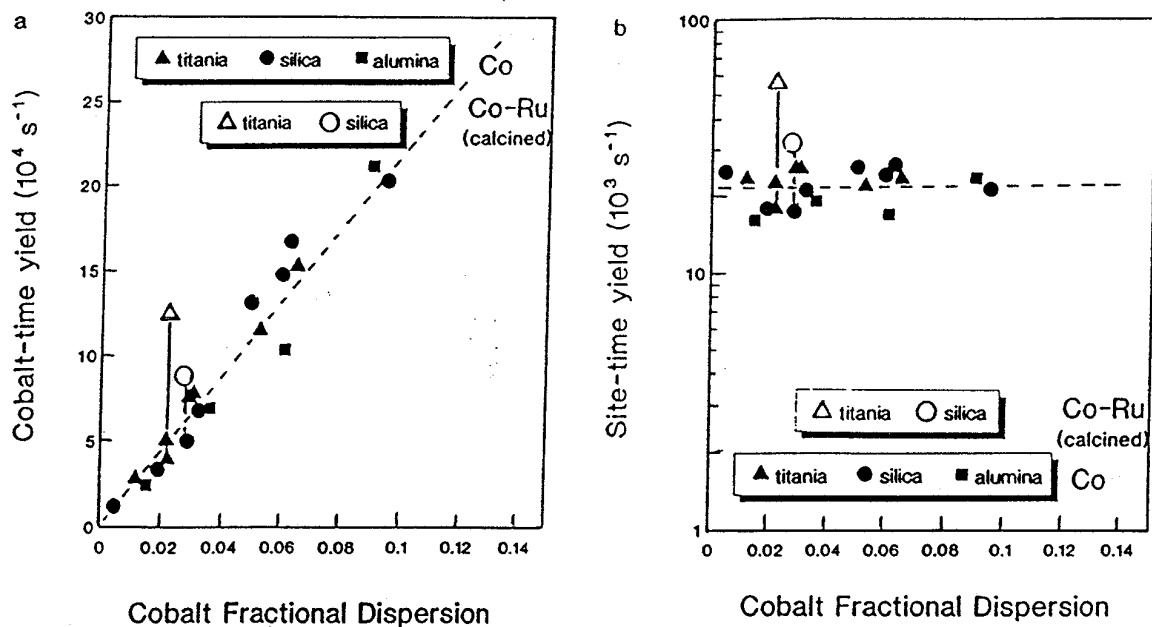 a
Cobalt-time yield (10⁴ s⁻¹)
30
25
20
15
10
5
0
▲ titania ● silica ■ alumina
Co
△ titania ○ silica
Co-Ru
(calcined)
0 0.02 0.04 0.06 0.08 0.1 0.12 0.14
Cobalt Fractional Dispersion
b
Site-time yield (10³ s⁻¹)
100
10
1
△ titania ○ silica
Co-Ru
(calcined)
▲ titania ● silica ■ alumina
Co
0 0.02 0.04 0.06 0.08 0.1 0.12 0.14
Cobalt Fractional Dispersion